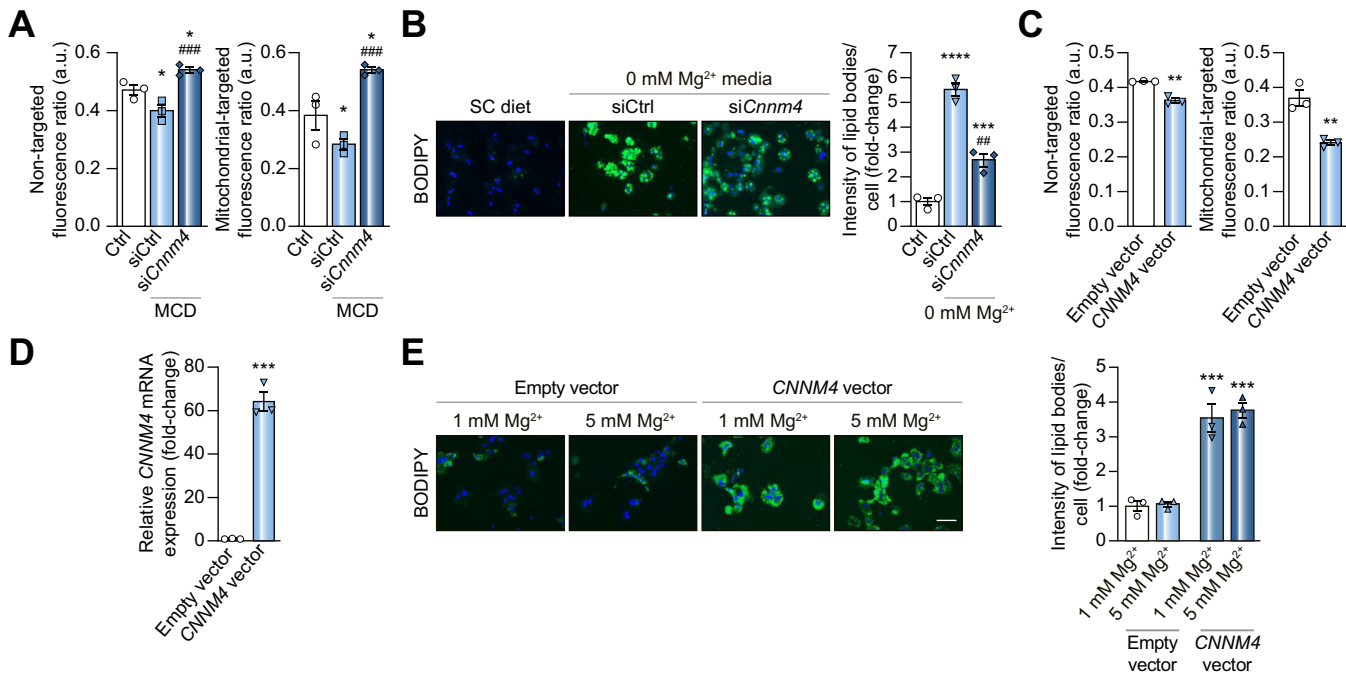 A
Non-targeted
fluorescence ratio (a.u.)
0.6
0.4
0.2
0.0
*
*
###
Ctrl
siCtrl
siCnnm4
MCD
Mitochondrial-targeted
fluorescence ratio (a.u.)
0.6
0.4
0.2
0.0
*
*
###
Ctrl
siCtrl
siCnnm4
MCD
B
0 mM Mg²⁺ media
SC diet
siCtrl
siCnnm4
BODIPY
Intensity of lipid bodies/
cell (fold-change)
7
6
5
4
3
2
1
0
****
***
##
Ctrl
siCtrl
siCnnm4
0 mM Mg²⁺
C
Non-targeted
fluorescence ratio (a.u.)
0.5
0.4
0.3
0.2
0.1
0.0
**
Empty vector
CNNM4 vector
Mitochondrial-targeted
fluorescence ratio (a.u.)
0.5
0.4
0.3
0.2
0.1
0.0
**
Empty vector
CNNM4 vector
D
Relative CNNM4 mRNA
expression (fold-change)
80
60
40
20
0
***
Empty vector
CNNM4 vector
E
Empty vector
CNNM4 vector
1 mM Mg²⁺
5 mM Mg²⁺
1 mM Mg²⁺
5 mM Mg²⁺
BODIPY
Intensity of lipid bodies/
cell (fold-change)
5
4
3
2
1
0
***
***
1 mM Mg²⁺
5 mM Mg²⁺
1 mM Mg²⁺
5 mM Mg²⁺
Empty
vector
CNNM4
vector